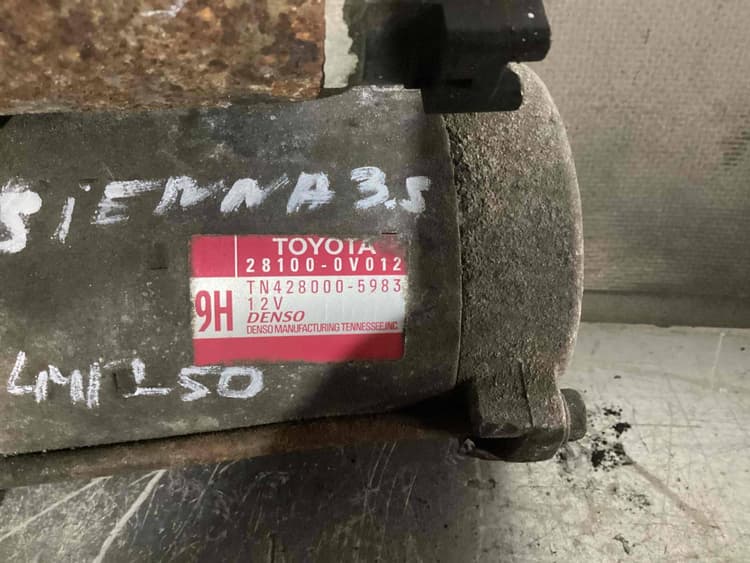 SIENNA 3.5
TOYOTA
28100-0V012
TN428000-5983
9H
12V
DENSO
DENSO MANUFACTURING TENNESSEE,INC.